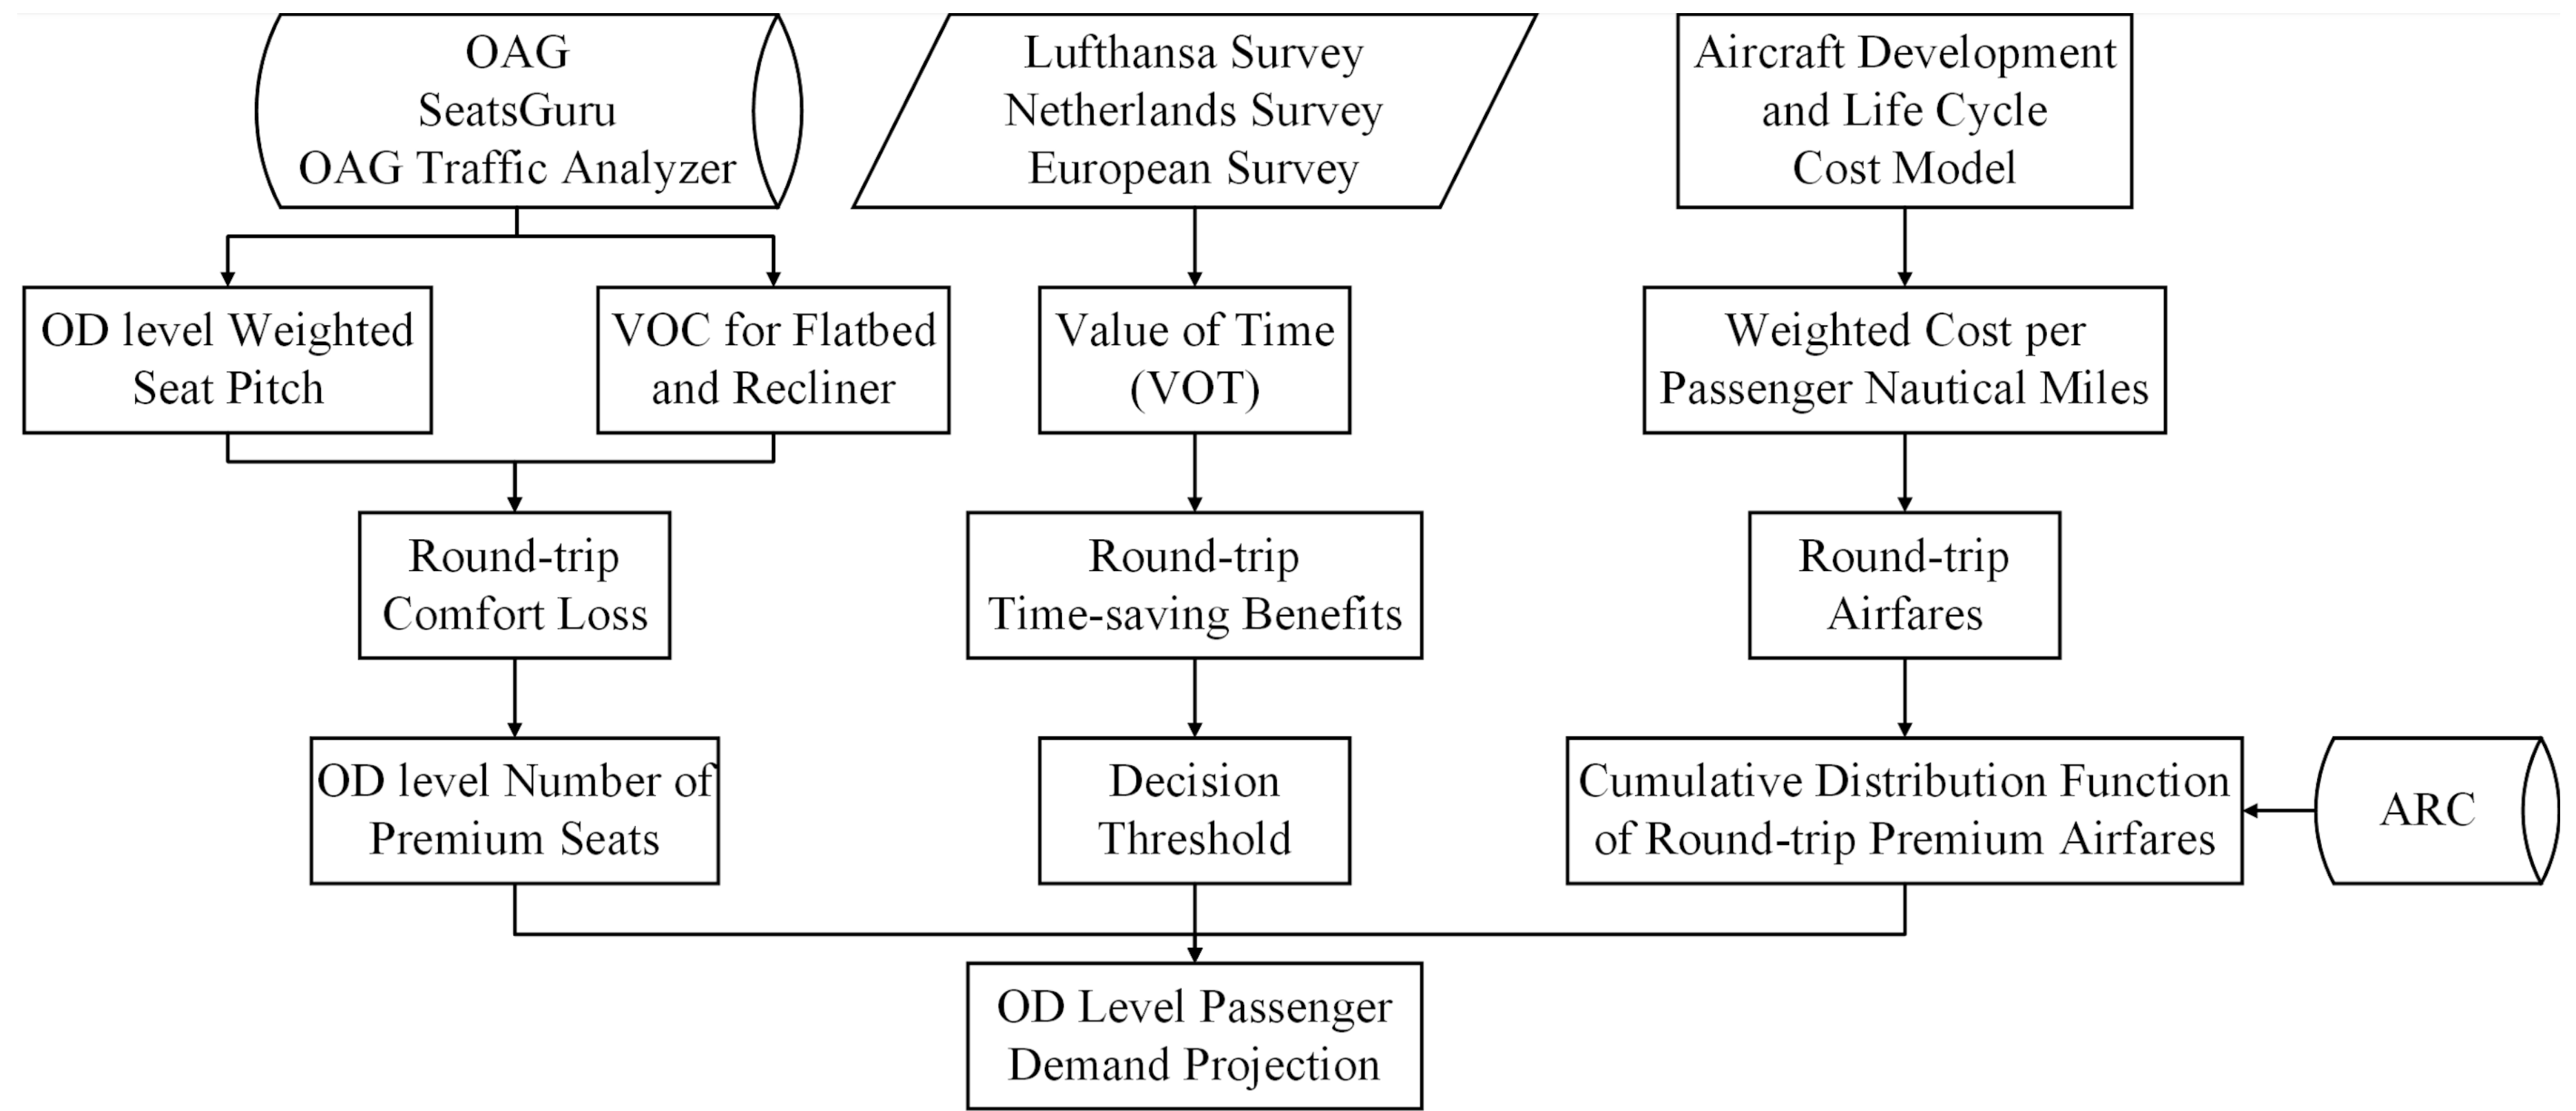 OAG
SeatsGuru
OAG Traffic Analyzer
Lufthansa Survey
Netherlands Survey
European Survey
Aircraft Development
and Life Cycle
Cost Model
OD level Weighted
Seat Pitch
VOC for Flatbed
and Recliner
Value of Time
(VOT)
Weighted Cost per
Passenger Nautical Miles
Round-trip
Comfort Loss
Round-trip
Time-saving Benefits
Round-trip
Airfares
OD level Number of
Premium Seats
Decision
Threshold
Cumulative Distribution Function
of Round-trip Premium Airfares
ARC
OD Level Passenger
Demand Projection